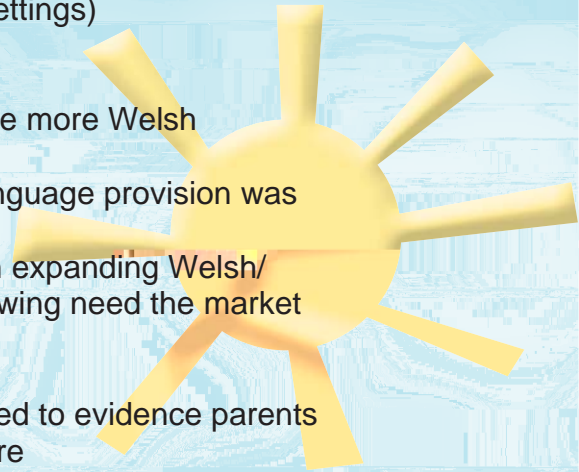 ettings)
e more Welsh
nguage provision was
expanding Welsh/
wing need the market
ed to evidence parents
re